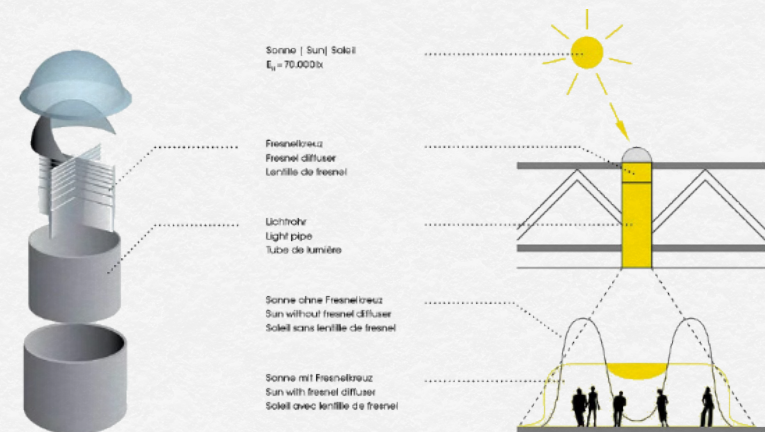 Sonne | Sun| Soleil
E_H = 70.000 lx
Fresnelkreuz
Fresnel diffuser
Lentille de fresnel
Lichtrohr
Light pipe
Tube de lumière
Sonne ohne Fresnelkreuz
Sun without fresnel diffuser
Soleil sans lentille de fresnel
Sonne mit Fresnelkreuz
Sun with fresnel diffuser
Soleil avec lentille de fresnel